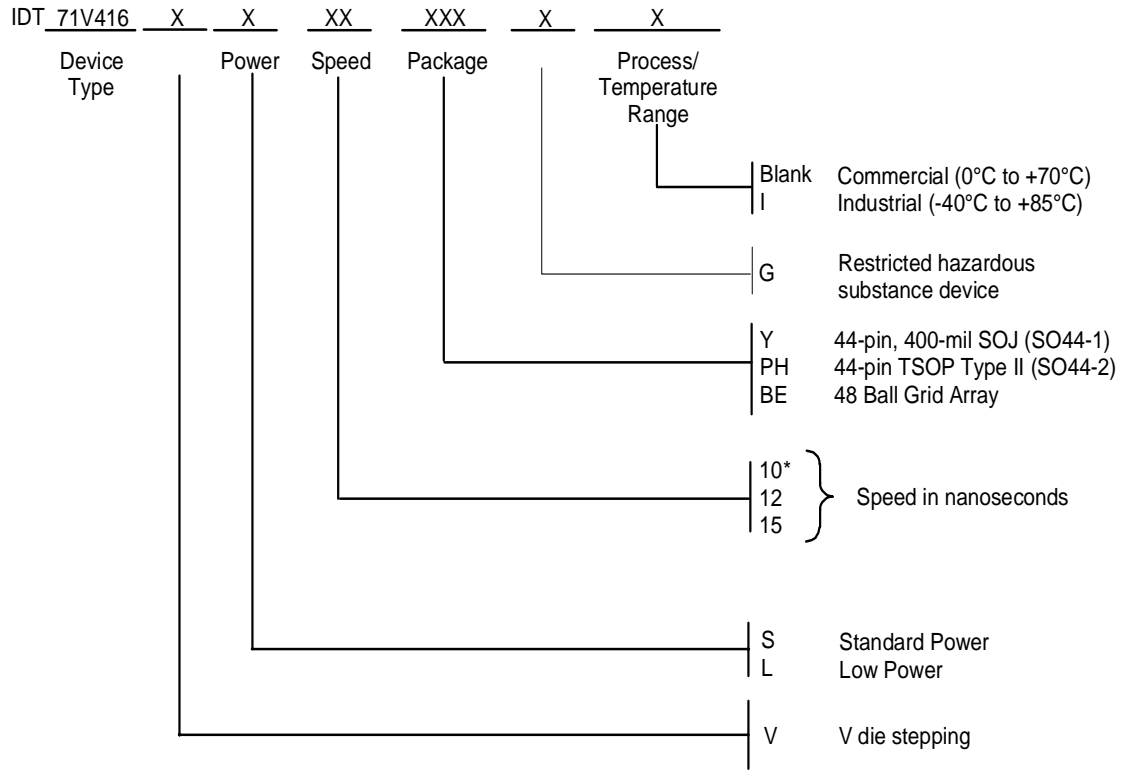 IDT 71V416 X X XX XXX X X
Device Type
Power
Speed
Package
Process/
Temperature
Range
Blank Commercial (0°C to +70°C)
I Industrial (-40°C to +85°C)
G Restricted hazardous
substance device
Y 44-pin, 400-mil SOJ (SO44-1)
PH 44-pin TSOP Type II (SO44-2)
BE 48 Ball Grid Array
10*
12 Speed in nanoseconds
15
S Standard Power
L Low Power
V V die stepping